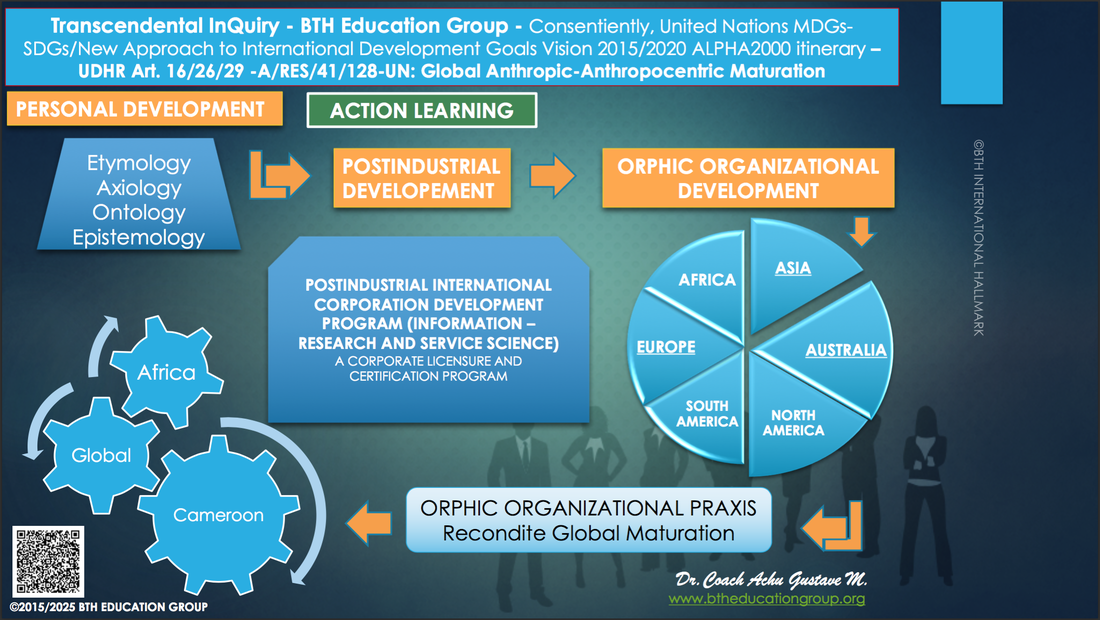 Transcendental InQuiry - BTH Education Group - Consentiently, United Nations MDGs-
SDGs/New Approach to International Development Goals Vision 2015/2020 ALPHA2000 itinerary –
UDHR Art. 16/26/29 -A/RES/41/128-UN: Global Anthropic-Anthropocentric Maturation
PERSONAL DEVELOPMENT
ACTION LEARNING
Etymology
Axiology
Ontology
Epistemology
POSTINDUSTRIAL
DEVELOPEMENT
ORPHIC ORGANIZATIONAL
DEVELOPMENT
©BTH INTERNATIONAL HALLMARK
POSTINDUSTRIAL INTERNATIONAL
CORPORATION DEVELOPMENT
PROGRAM (INFORMATION –
RESEARCH AND SERVICE SCIENCE)
A CORPORATE LICENSURE AND
CERTIFICATION PROGRAM
AFRICA
ASIA
EUROPE
AUSTRALIA
SOUTH
AMERICA
NORTH
AMERICA
Africa
Global
Cameroon
ORPHIC ORGANIZATIONAL PRAXIS
Recondite Global Maturation
Dr. Coach Achu Gustave M.
www.btheducationgroup.org
©2015/2025 BTH EDUCATION GROUP